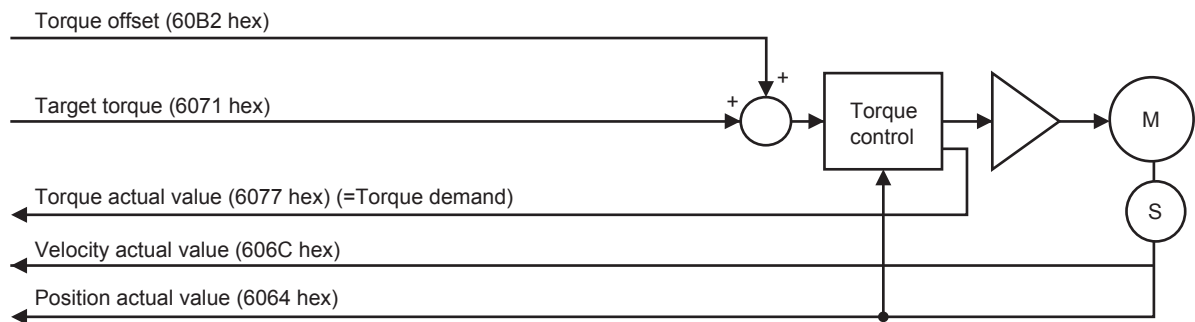 Torque offset (60B2 hex)
+
Target torque (6071 hex)
+
Torque
control
M
Torque actual value (6077 hex) (=Torque demand)
S
Velocity actual value (606C hex)
Position actual value (6064 hex)